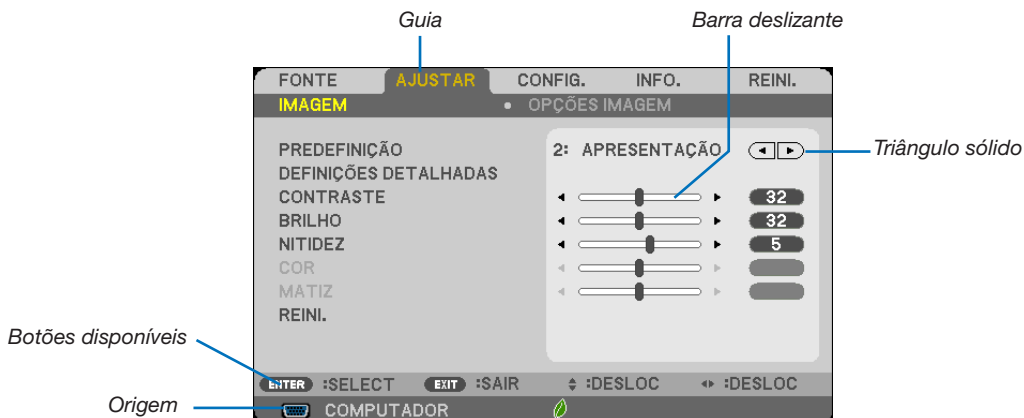 Guia Barra deslizante
FONTE AJUSTAR CONFIG. INFO. REINI.
IMAGEM • OPÇÕES IMAGEM
PREDEFINIÇÃO 2: APRESENTAÇÃO Triângulo sólido
DEFINIÇÕES DETALHADAS
CONTRASTE 32
BRILHO 32
NITIDEZ 5
COR
MATIZ
REINI.
Botões disponíveis
ENTER :SELECT EXIT :SAIR :DESLOC :DESLOC
Origem COMPUTADOR